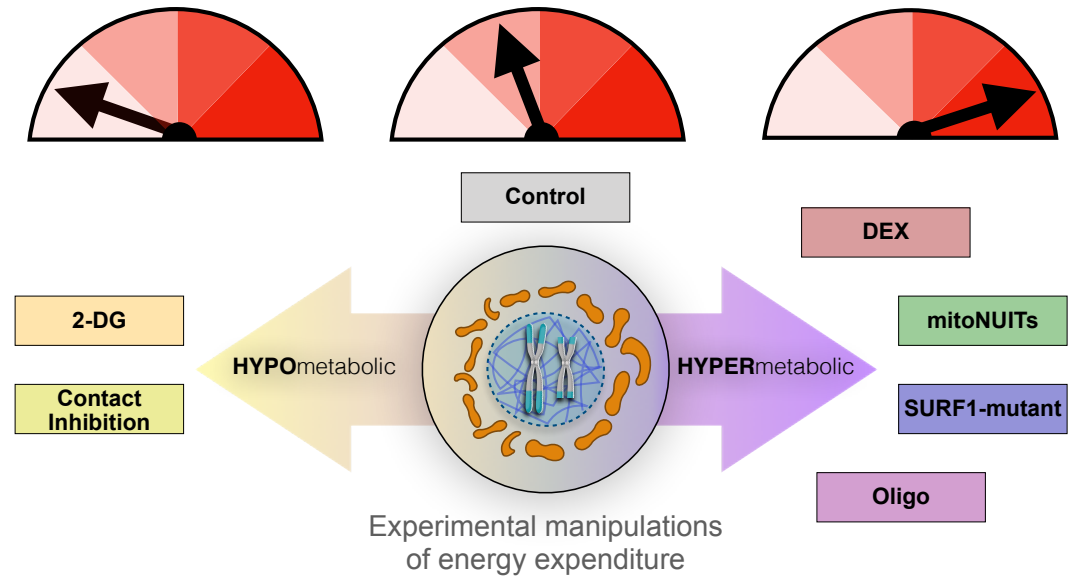 Control
DEX
2-DG
mitoNUITs
HYPOmetabolic
HYPERmetabolic
Contact
Inhibition
SURF1-mutant
Oligo
Experimental manipulations
of energy expenditure